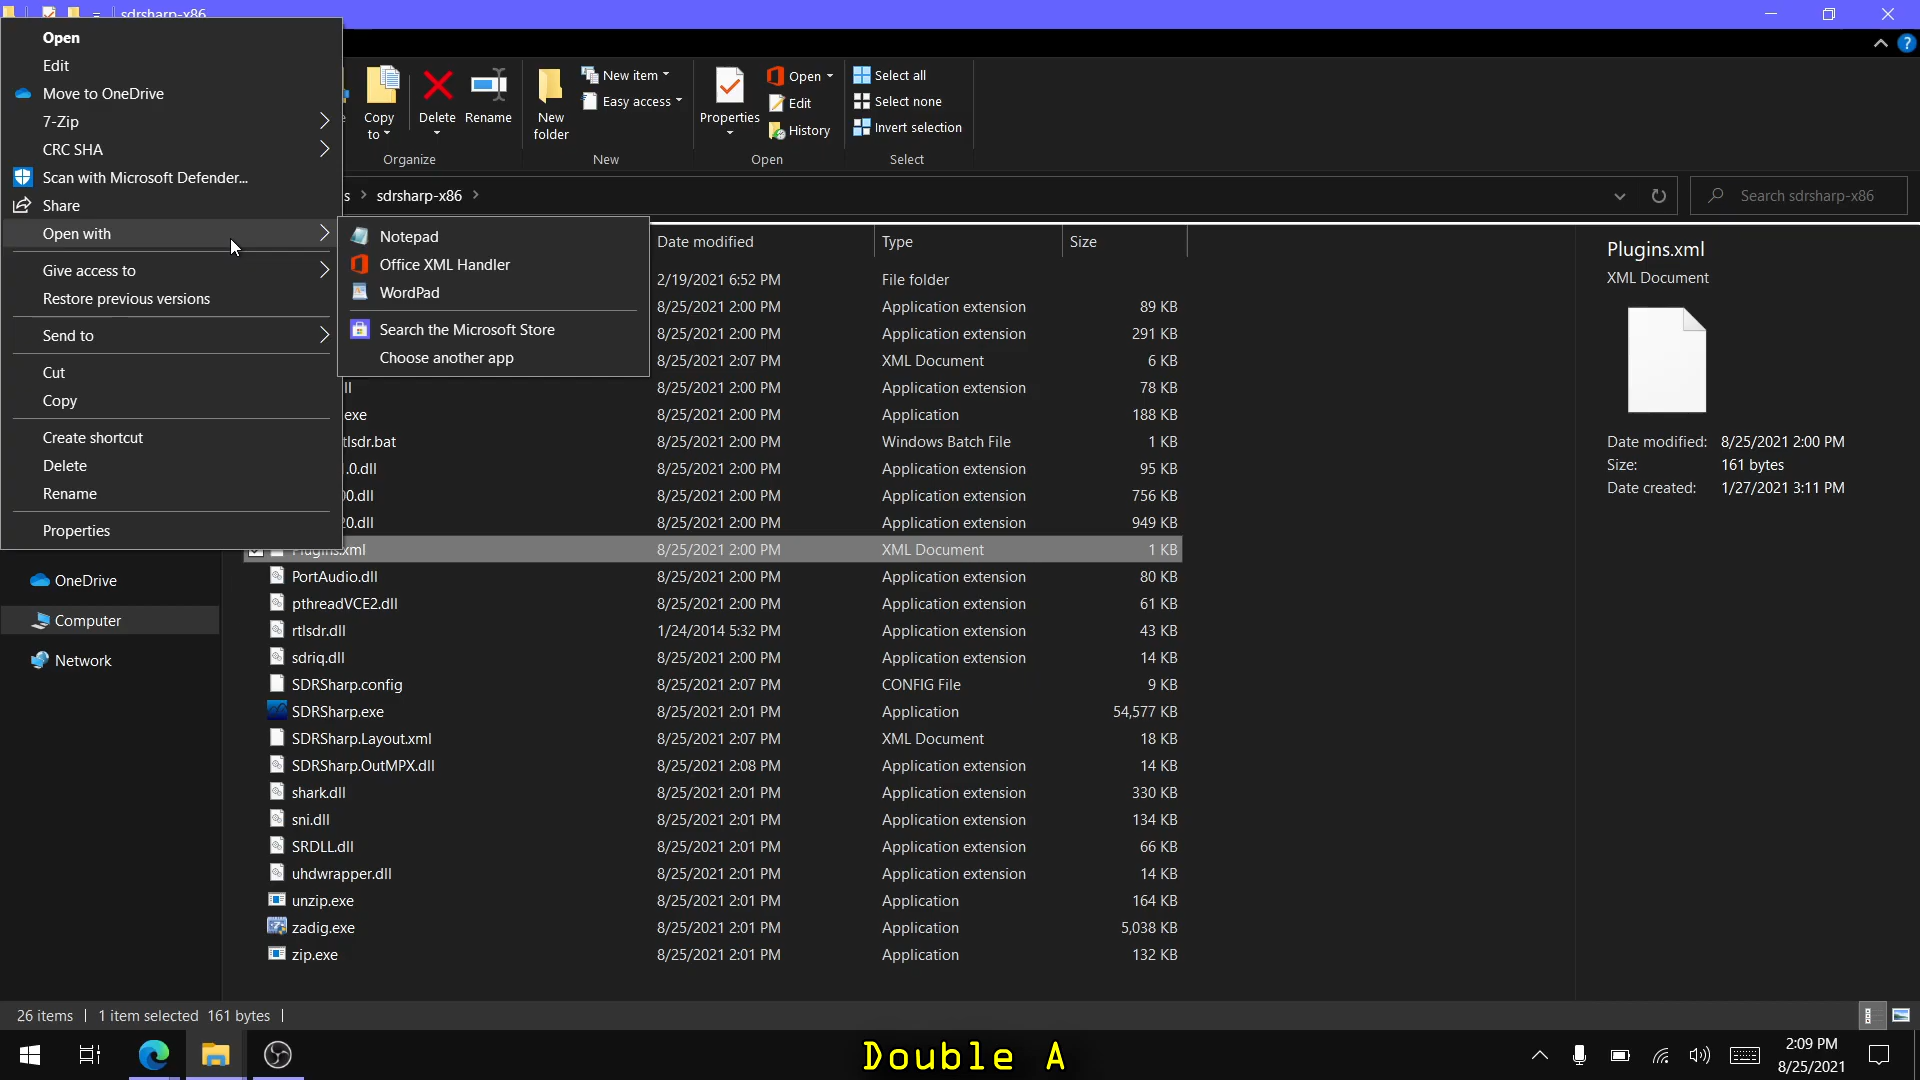 sdrsharp-x86
Open
Edit
Move to OneDrive
7-Zip
CRC SHA
Scan with Microsoft Defender...
Share
Open with
Give access to
Restore previous versions
Send to
Cut
Copy
Create shortcut
Delete
Rename
Properties
Notepad
Office XML Handler
WordPad
Search the Microsoft Store
Choose another app
Copy to
Delete
Rename
Organize
New folder
New item
Easy access
New
Properties
Open
Edit
History
Open
Select all
Select none
Invert selection
Select
s > sdrsharp-x86 >
Search sdrsharp-x86
Date modified Type Size
2/19/2021 6:52 PM File folder
8/25/2021 2:00 PM Application extension 89 KB
8/25/2021 2:00 PM Application extension 291 KB
8/25/2021 2:07 PM XML Document 6 KB
ll 8/25/2021 2:00 PM Application extension 78 KB
.exe 8/25/2021 2:00 PM Application 188 KB
tlsdr.bat 8/25/2021 2:00 PM Windows Batch File 1 KB
.0.dll 8/25/2021 2:00 PM Application extension 95 KB
00.dll 8/25/2021 2:00 PM Application extension 756 KB
20.dll 8/25/2021 2:00 PM Application extension 949 KB
Plugins.xml 8/25/2021 2:00 PM XML Document 1 KB
PortAudio.dll 8/25/2021 2:00 PM Application extension 80 KB
pthreadVCE2.dll 8/25/2021 2:00 PM Application extension 61 KB
rtlsdr.dll 1/24/2014 5:32 PM Application extension 43 KB
sdriq.dll 8/25/2021 2:00 PM Application extension 14 KB
SDRSharp.config 8/25/2021 2:07 PM CONFIG File 9 KB
SDRSharp.exe 8/25/2021 2:01 PM Application 54,577 KB
SDRSharp.Layout.xml 8/25/2021 2:07 PM XML Document 18 KB
SDRSharp.OutMPX.dll 8/25/2021 2:08 PM Application extension 14 KB
shark.dll 8/25/2021 2:01 PM Application extension 330 KB
sni.dll 8/25/2021 2:01 PM Application extension 134 KB
SRDLL.dll 8/25/2021 2:01 PM Application extension 66 KB
uhdwrapper.dll 8/25/2021 2:01 PM Application extension 14 KB
unzip.exe 8/25/2021 2:01 PM Application 164 KB
zadig.exe 8/25/2021 2:01 PM Application 5,038 KB
zip.exe 8/25/2021 2:01 PM Application 132 KB
OneDrive
Computer
Network
Plugins.xml
XML Document
Date modified: 8/25/2021 2:00 PM
Size: 161 bytes
Date created: 1/27/2021 3:11 PM
26 items | 1 item selected 161 bytes |
Double A
2:09 PM
8/25/2021